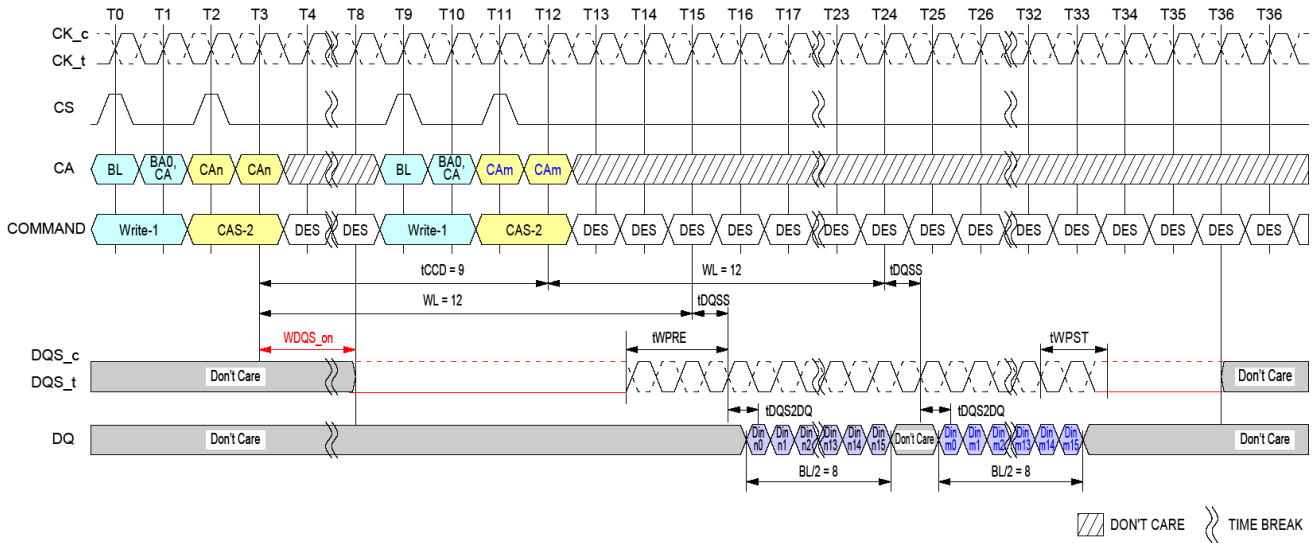 T0 T1 T2 T3 T4 T8 T9 T10 T12 T13 T14 T15 T16 T17 T23 T24 T25 T26 T32 T33 T34 T35 T36 T36
CK_c
CK_t
CS
CA BL BA0, CA CAn CAn BL BA0, CA CAm CAm
COMMAND Write-1 CAS-2 DES DES Write-1 CAS-2 DES DES DES DES DES DES DES DES DES DES DES DES DES DES DES
tCCD = 9 WL = 12 tDQSS
WL = 12 tDQSS
WDQS_on tWPRE tWPST
DQS_c
DQS_t Don't Care Don't Care
tDQS2DQ tDQS2DQ
DQ Don't Care Din n0 Din n1 Din n2 Din n13 Din n14 Din n15 Don't Care Din m0 Din m1 Din m2 Din m13 Din m14 Din m15 Don't Care
BL/2 = 8 BL/2 = 8
DON'T CARE TIME BREAK